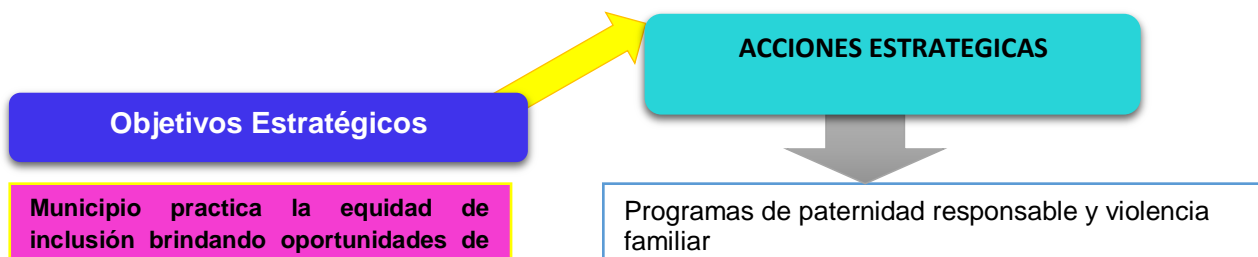 ACCIONES ESTRATEGICAS
Objetivos Estratégicos
Municipio practica la equidad de
inclusión brindando oportunidades de
Programas de paternidad responsable y violencia
familiar